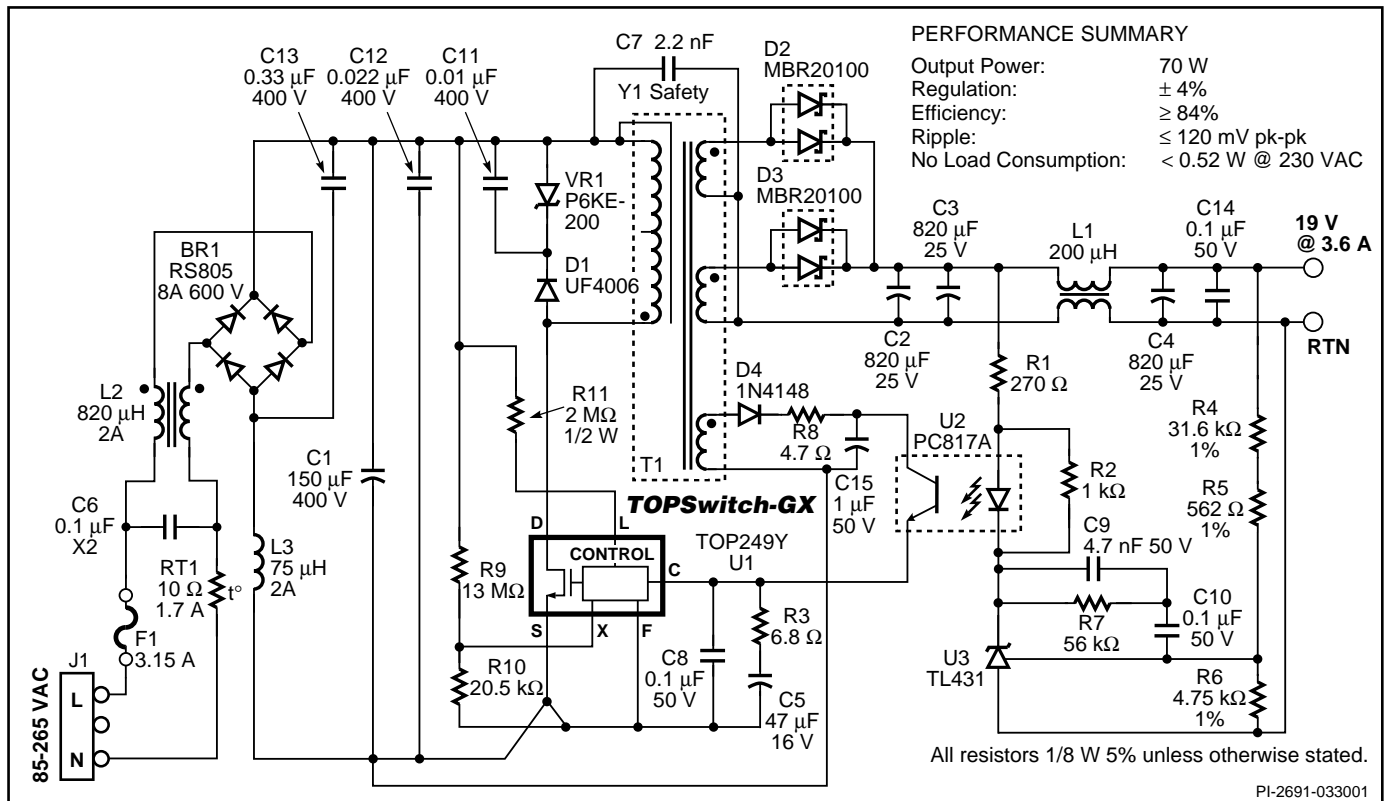 PERFORMANCE SUMMARY
Output Power: 70 W
Regulation: ± 4%
Efficiency: ≥ 84%
Ripple: ≤ 120 mV pk-pk
No Load Consumption: < 0.52 W @ 230 VAC
C13
0.33 µF
400 V
C12
0.022 µF
400 V
C11
0.01 µF
400 V
C7 2.2 nF
Y1 Safety
D2
MBR20100
D3
MBR20100
VR1
P6KE-
200
D1
UF4006
BR1
RS805
8A 600 V
C3
820 µF
25 V
L1
200 µH
C14
0.1 µF
50 V
19 V
@ 3.6 A
RTN
C2
820 µF
25 V
C4
820 µF
25 V
R1
270 Ω
L2
820 µH
2A
R11
2 MΩ
1/2 W
D4
1N4148
R8
4.7 Ω
T1
C15
1 µF
50 V
U2
PC817A
R2
1 kΩ
R4
31.6 kΩ
1%
R5
562 Ω
1%
C1
150 µF
400 V
TOPSwitch-GX
C6
0.1 µF
X2
RT1
10 Ω
1.7 A
t°
L3
75 µH
2A
D
L
CONTROL
C
S
X
F
TOP249Y
U1
R9
13 MΩ
R10
20.5 kΩ
R3
6.8 Ω
C8
0.1 µF
50 V
C5
47 µF
16 V
C9
4.7 nF 50 V
R7
56 kΩ
C10
0.1 µF
50 V
U3
TL431
R6
4.75 kΩ
1%
F1
3.15 A
J1
L
N
85-265 VAC
All resistors 1/8 W 5% unless otherwise stated.
PI-2691-033001